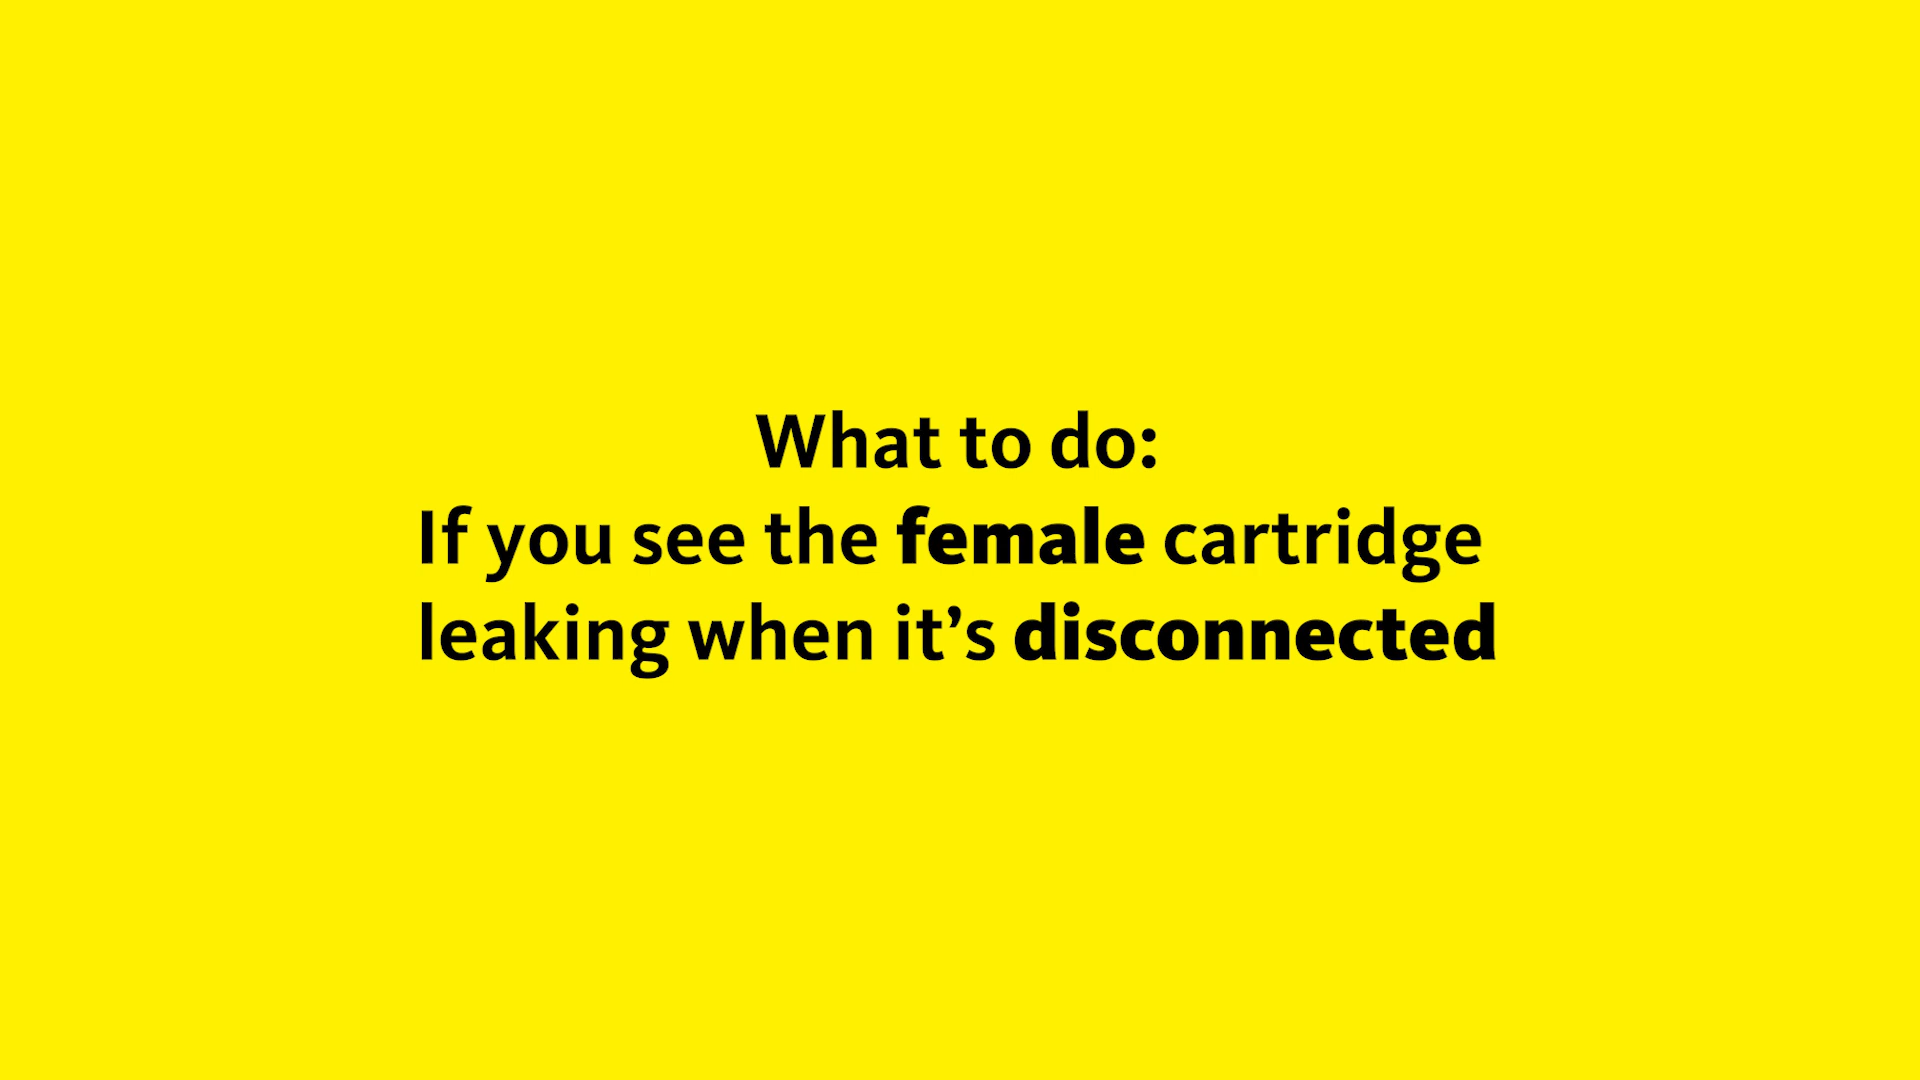 What to do:
If you see the female cartridge
leaking when it’s disconnected